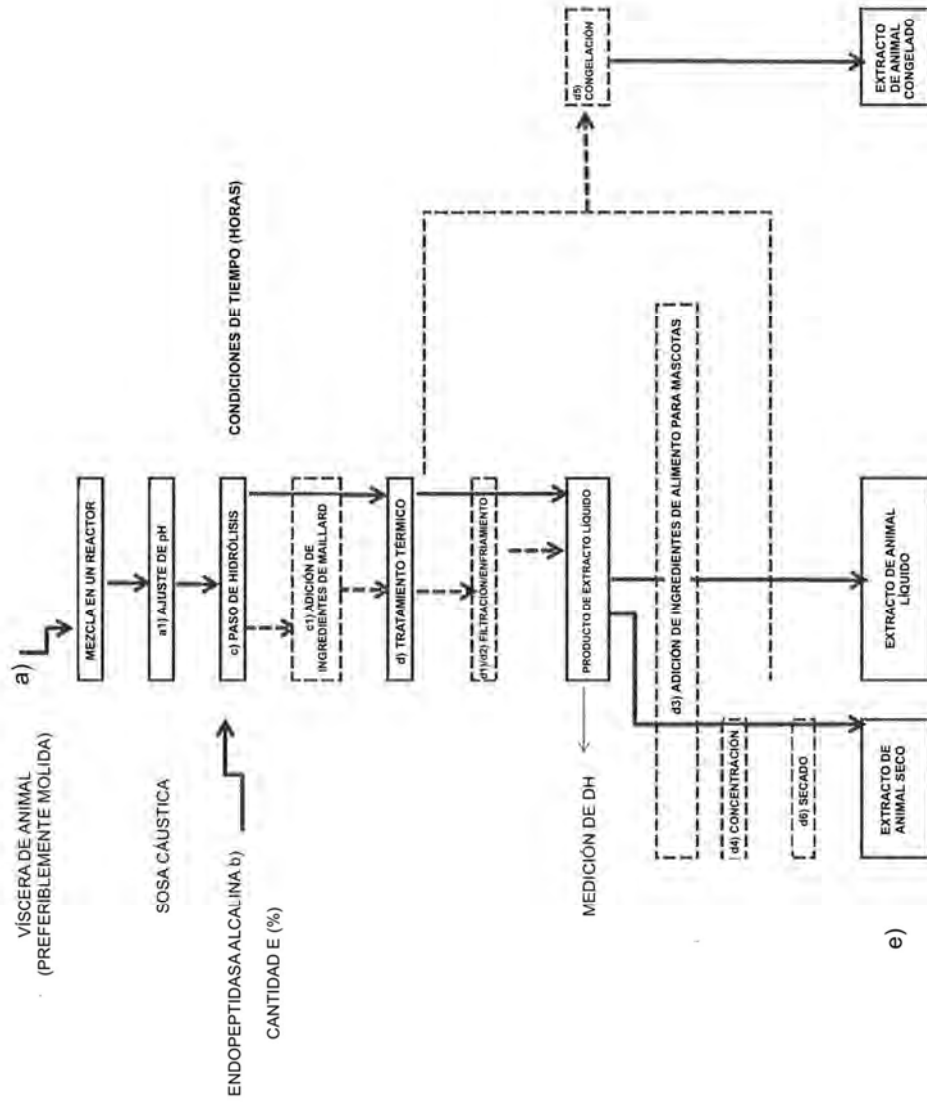 VÍSCERA DE ANIMAL
(PREFERIBLEMENTE MOLIDA)
a)
MEZCLA EN UN REACTOR
SOSA CÁUSTICA
a1) AJUSTE DE pH
ENDOPEPTIDASA ALCALINA b)
CANTIDAD E (%)
c) PASO DE HIDRÓLISIS
CONDICIONES DE TIEMPO (HORAS)
c1) ADICIÓN DE
INGREDIENTES DE MAILLARD
d) TRATAMIENTO TÉRMICO
d1)/d2) FILTRACIÓN/ENFRIAMIENTO
MEDICIÓN DE DH
PRODUCTO DE EXTRACTO LÍQUIDO
d5)
CONGELACIÓN
d3) ADICIÓN DE INGREDIENTES DE ALIMENTO PARA MASCOTAS
d4) CONCENTRACIÓN
d6) SECADO
e)
EXTRACTO DE
ANIMAL SECO
EXTRACTO DE ANIMAL
LÍQUIDO
EXTRACTO
DE ANIMAL
CONGELADO